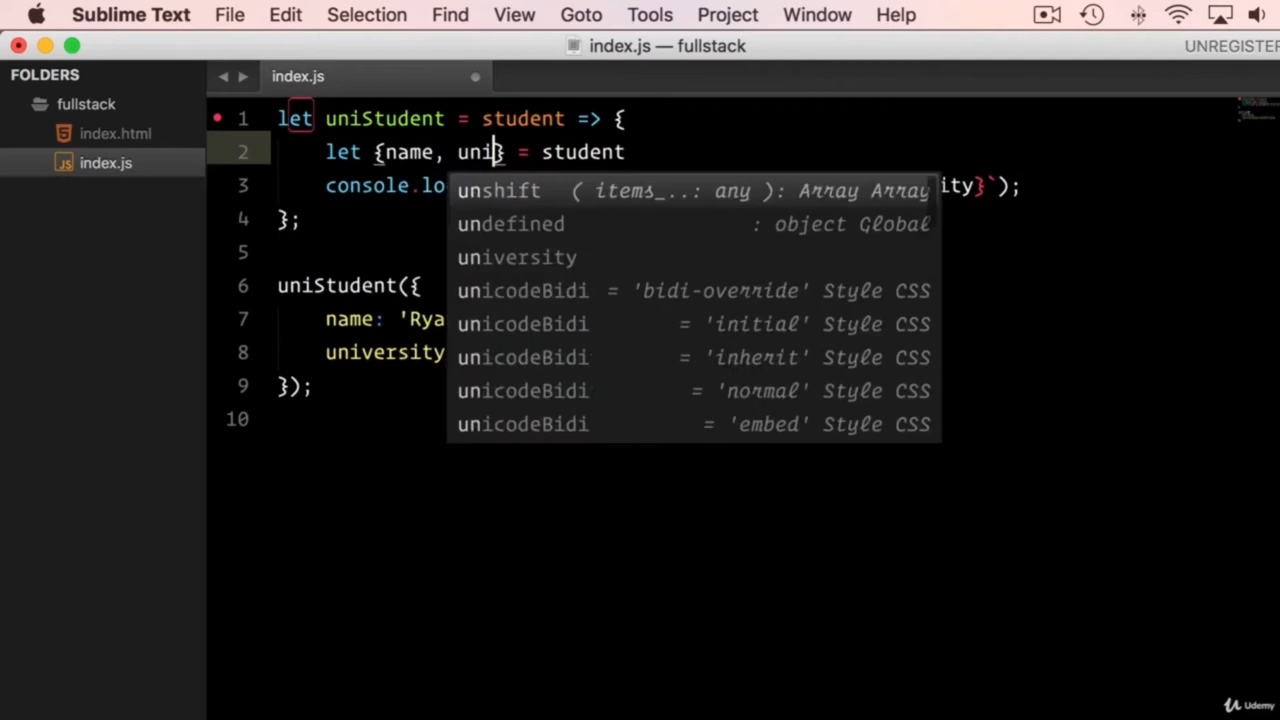 Sublime Text File Edit Selection Find View Goto Tools Project Window Help
index.js — fullstack UNREGISTER
FOLDERS
fullstack
index.html
index.js
index.js
1 let uniStudent = student => {
2 let {name, uni} = student
3 console.lo ity}`);
4 };
5
6 uniStudent({
7 name: 'Rya
8 university
9 });
10
unshift ( items_..: any ): Array Array
undefined : object Global
university
unicodeBidi = 'bidi-override' Style CSS
unicodeBidi = 'initial' Style CSS
unicodeBidi = 'inherit' Style CSS
unicodeBidi = 'normal' Style CSS
unicodeBidi = 'embed' Style CSS
Udemy